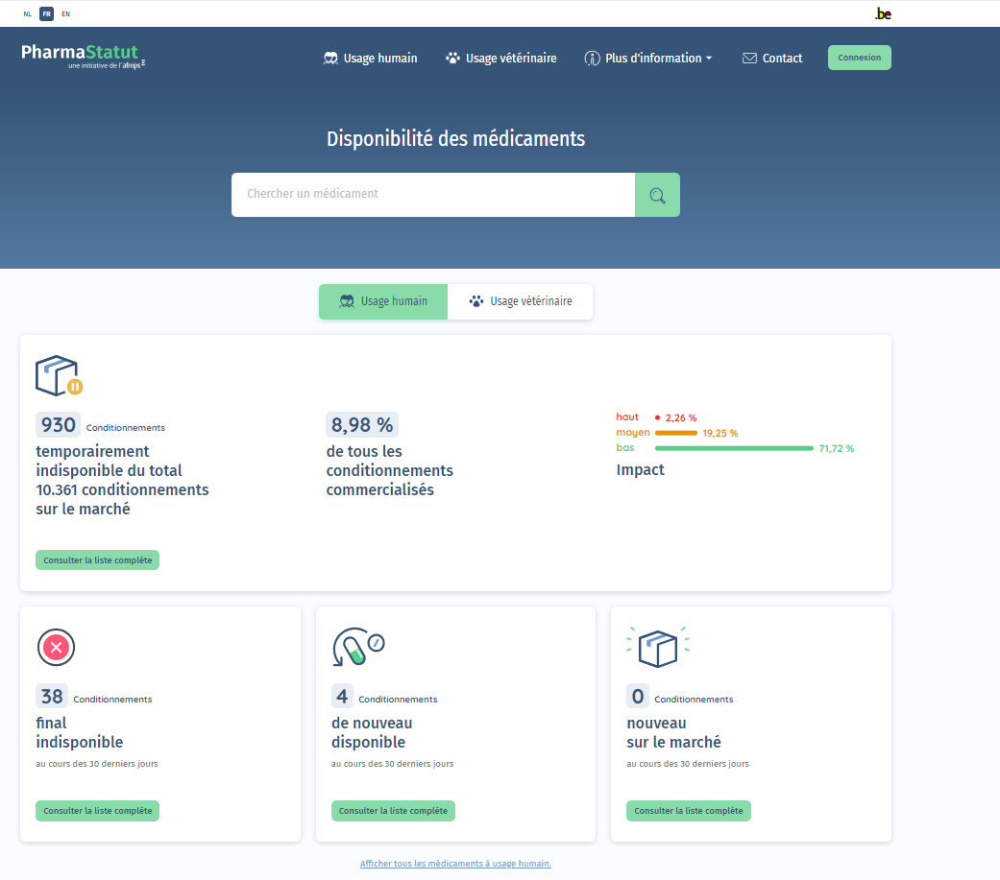 NL FR EN
.be
PharmaStatut
une initiative de l'afmps
Usage humain Usage vétérinaire Plus d'information Contact Connexion
Disponibilité des médicaments
Chercher un médicament
Usage humain Usage vétérinaire
930 Conditionnements
temporairement
indisponible du total
10.361 conditionnements
sur le marché
8,98 %
de tous les
conditionnements
commercialisés
haut 2,26 %
moyen 19,25 %
bas 71,72 %
Impact
Consulter la liste complète
38 Conditionnements
final
indisponible
au cours des 30 derniers jours
Consulter la liste complète
4 Conditionnements
de nouveau
disponible
au cours des 30 derniers jours
Consulter la liste complète
0 Conditionnements
nouveau
sur le marché
au cours des 30 derniers jours
Consulter la liste complète
Afficher tous les médicaments à usage humain.